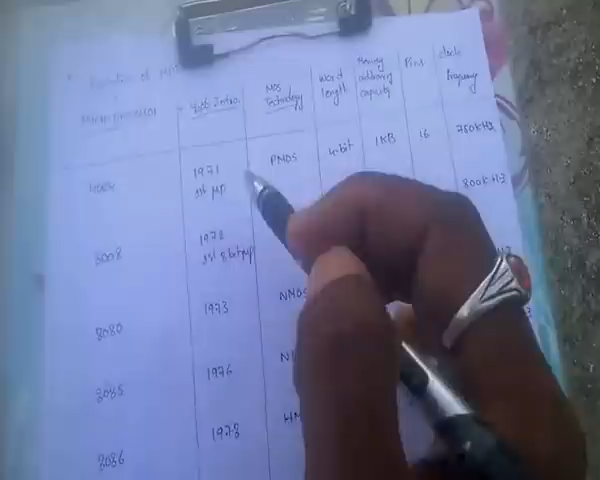 Evolution of
Microprocessor
Year Intro.
MOS
Technology
Word
length
Memory
addressing
capacity
Pins
clock
frequency
4004
1971
1st μp
PMOS
4-bit
1KB
16
750KHz
800KHz
8008
1972
1st 8 bit μp
8080
1973
NMOS
8085
1976
8086
1978